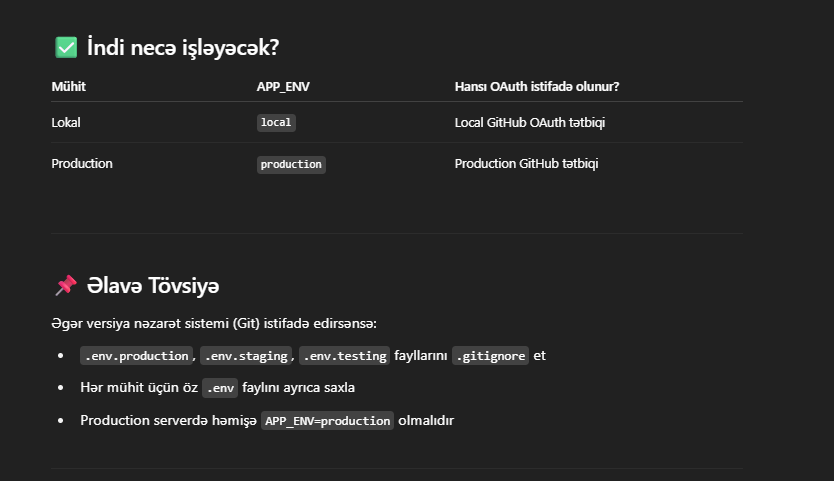 ✅ İndi necə işləyəcək?
Mühit APP_ENV Hansı OAuth istifadə olunur?
Lokal local Local GitHub OAuth tətbiqi
Production production Production GitHub tətbiqi
📌 Əlavə Tövsiyə
Əgər versiya nəzarət sistemi (Git) istifadə edirsənsə:
• .env.production, .env.staging, .env.testing fayllarını .gitignore et
• Hər mühit üçün öz .env faylını ayrıca saxla
• Production serverdə həmişə APP_ENV=production olmalıdır